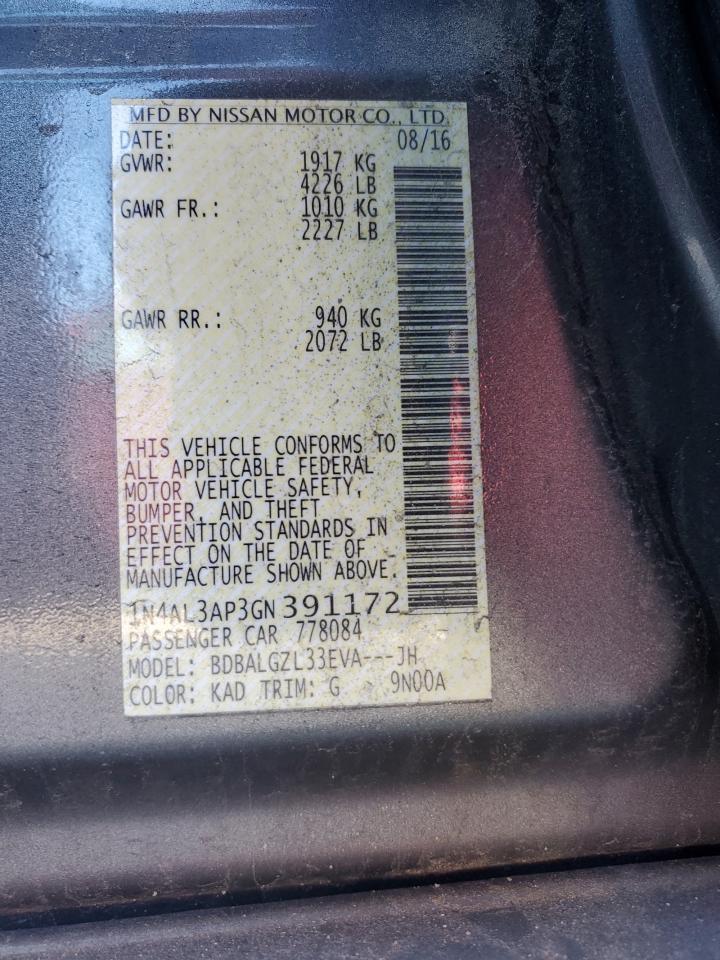 MFD BY NISSAN MOTOR CO., LTD.
DATE: 08/16
GVWR: 1917 KG
4226 LB
GAWR FR.: 1010 KG
2227 LB
GAWR RR.: 940 KG
2072 LB
THIS VEHICLE CONFORMS TO
ALL APPLICABLE FEDERAL
MOTOR VEHICLE SAFETY,
BUMPER, AND THEFT
PREVENTION STANDARDS IN
EFFECT ON THE DATE OF
MANUFACTURE SHOWN ABOVE.
1N4AL3AP3GN391172
PASSENGER CAR 778084
MODEL: BDBALGZL33EVA---JH
COLOR: KAD TRIM: G 9N00A